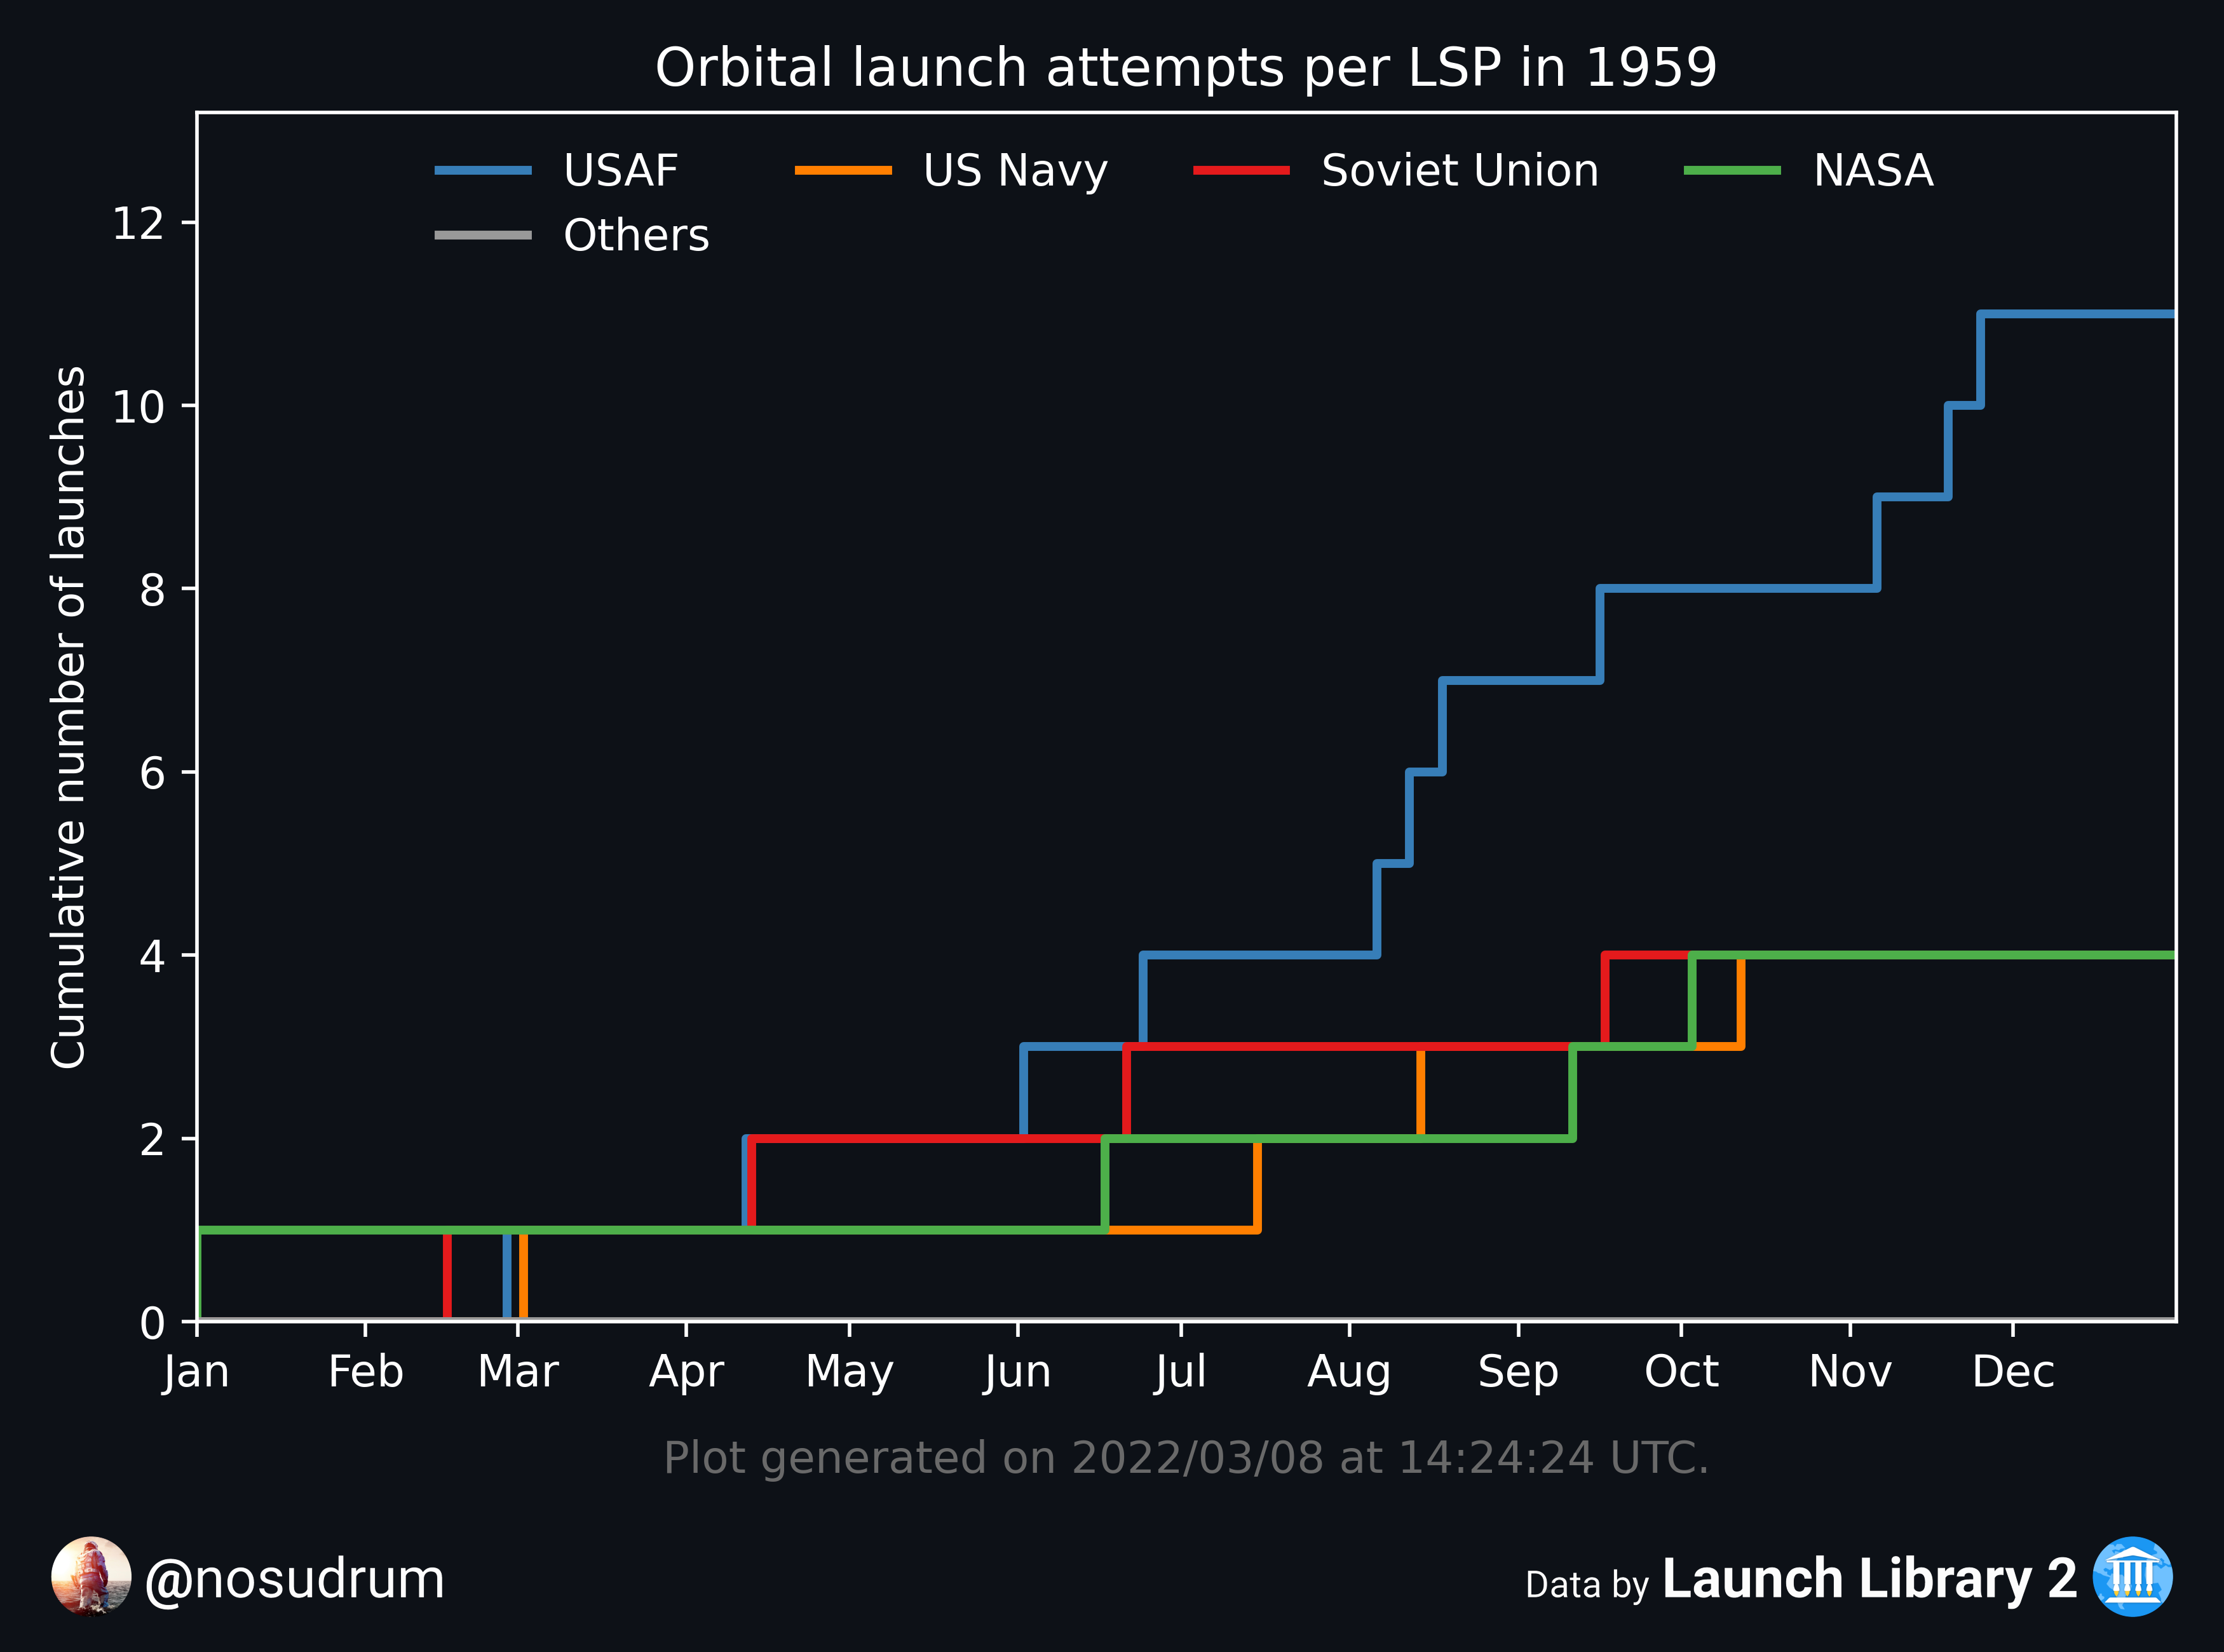 Orbital launch attempts per LSP in 1959
USAF US Navy Soviet Union NASA
Others
Cumulative number of launches
12
10
8
6
4
2
0
Jan Feb Mar Apr May Jun Jul Aug Sep Oct Nov Dec
Plot generated on 2022/03/08 at 14:24:24 UTC.
@nosudrum
Data by Launch Library 2